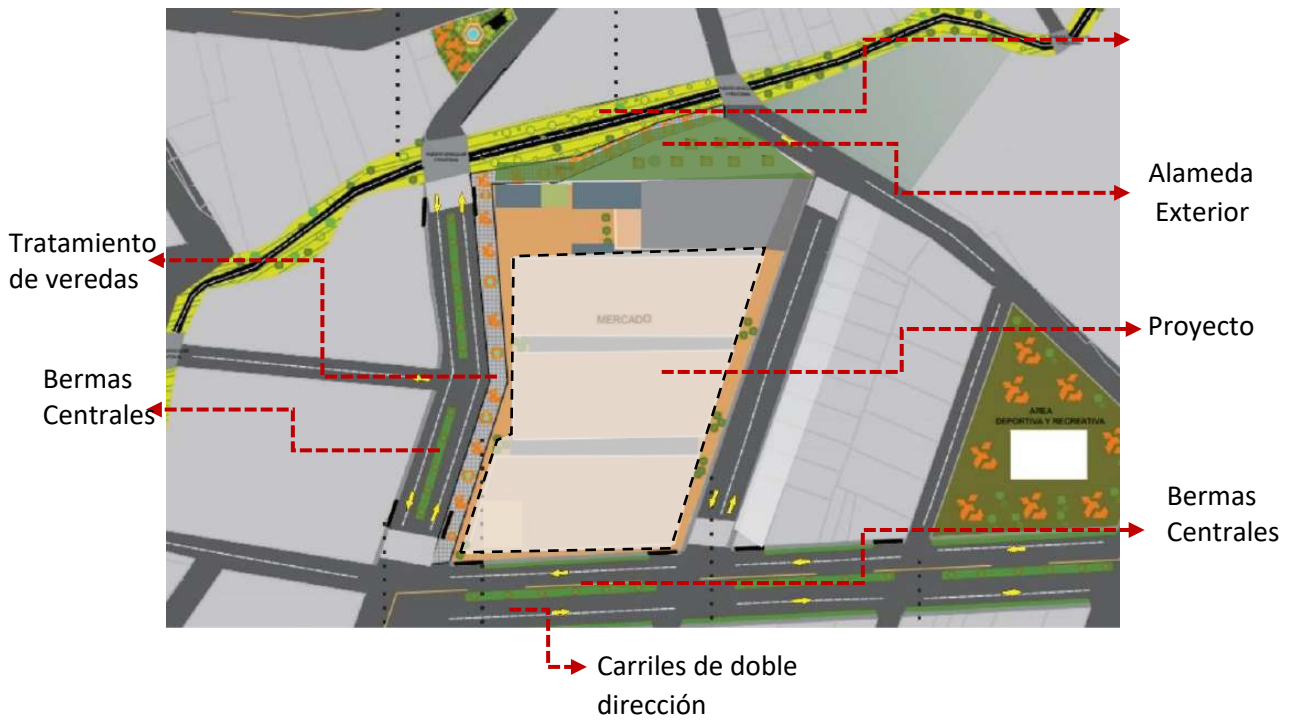 Alameda
Exterior
Tratamiento
de veredas
MERCADO
Proyecto
Bermas
Centrales
AREA
DEPORTIVA Y RECREATIVA
Bermas
Centrales
Carriles de doble
dirección